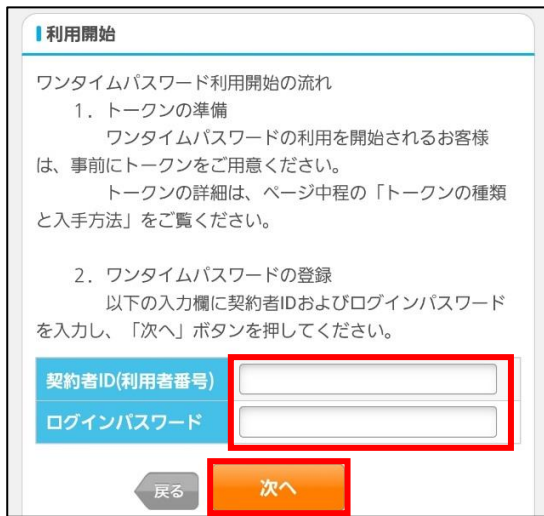 利用開始
ワンタイムパスワード利用開始の流れ
1．トークンの準備
ワンタイムパスワードの利用を開始されるお客様
は、事前にトークンをご用意ください。
トークンの詳細は、ページ中程の「トークンの種類
と入手方法」をご覧ください。
2．ワンタイムパスワードの登録
以下の入力欄に契約者IDおよびログインパスワード
を入力し、「次へ」ボタンを押してください。
契約者ID(利用者番号)
ログインパスワード
戻る 次へ